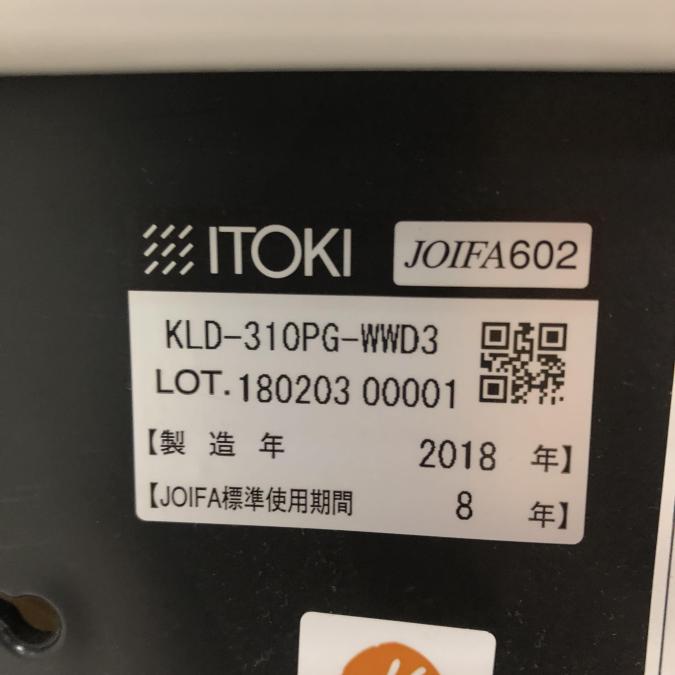 ITOKI JOIFA602
KLD-310PG-WWD3
LOT. 180203 00001
【製造年 2018 年】
【JOIFA標準使用期間 8 年】